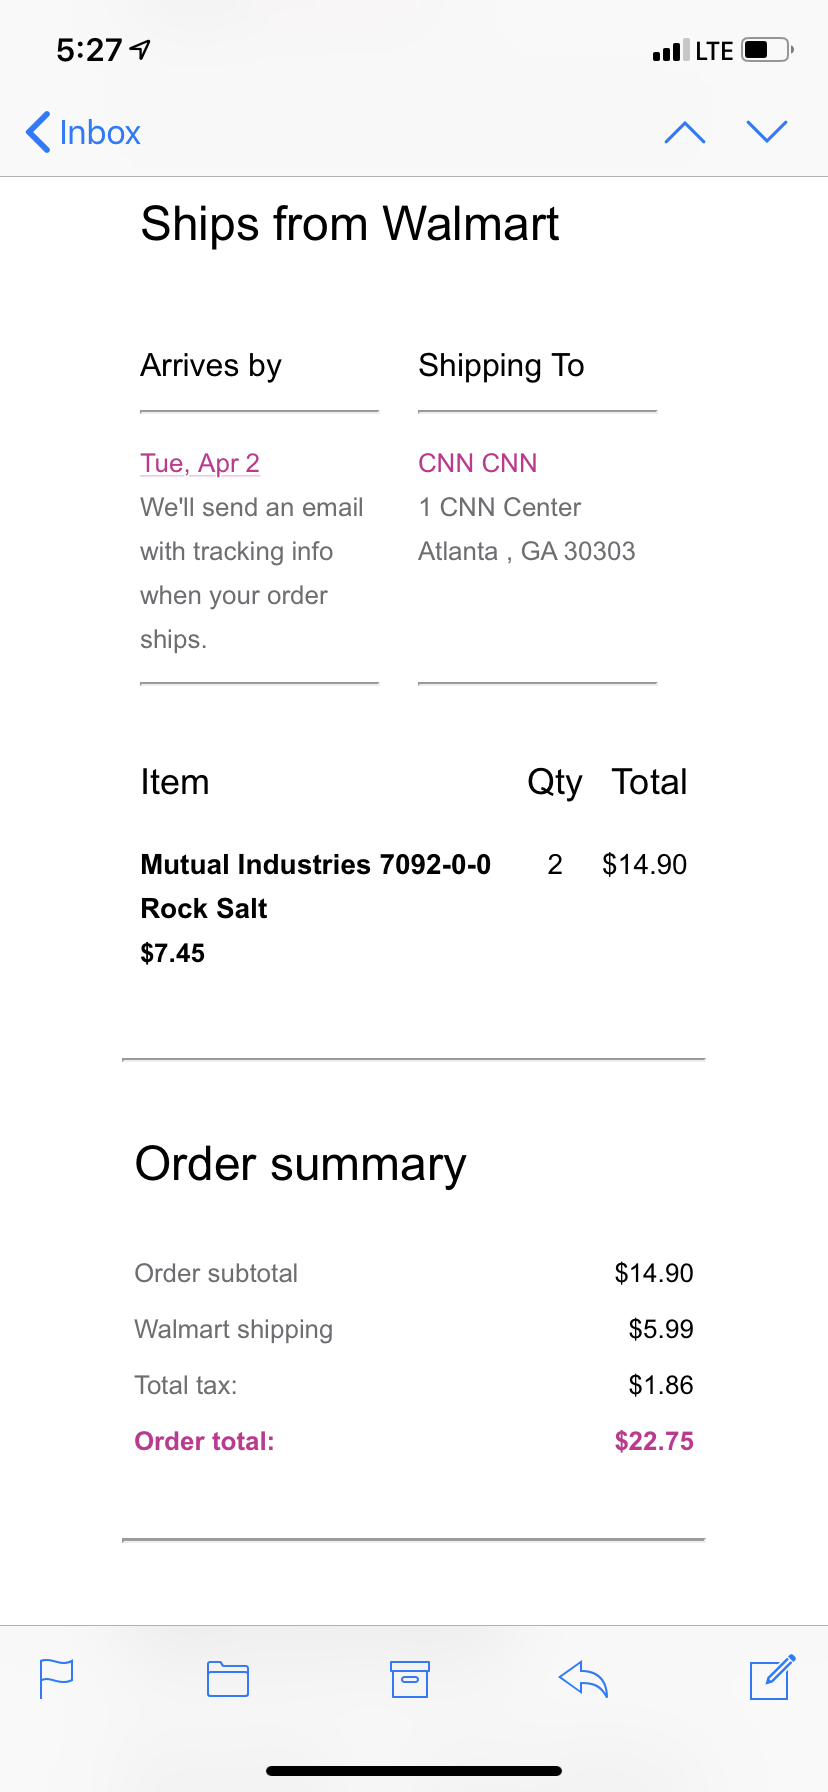 5:27 LTE
Inbox
Ships from Walmart
Arrives by
Tue, Apr 2
We'll send an email
with tracking info
when your order
ships.
Shipping To
CNN CNN
1 CNN Center
Atlanta , GA 30303
Item Qty Total
Mutual Industries 7092-0-0 2 $14.90
Rock Salt
$7.45
Order summary
Order subtotal $14.90
Walmart shipping $5.99
Total tax: $1.86
Order total: $22.75